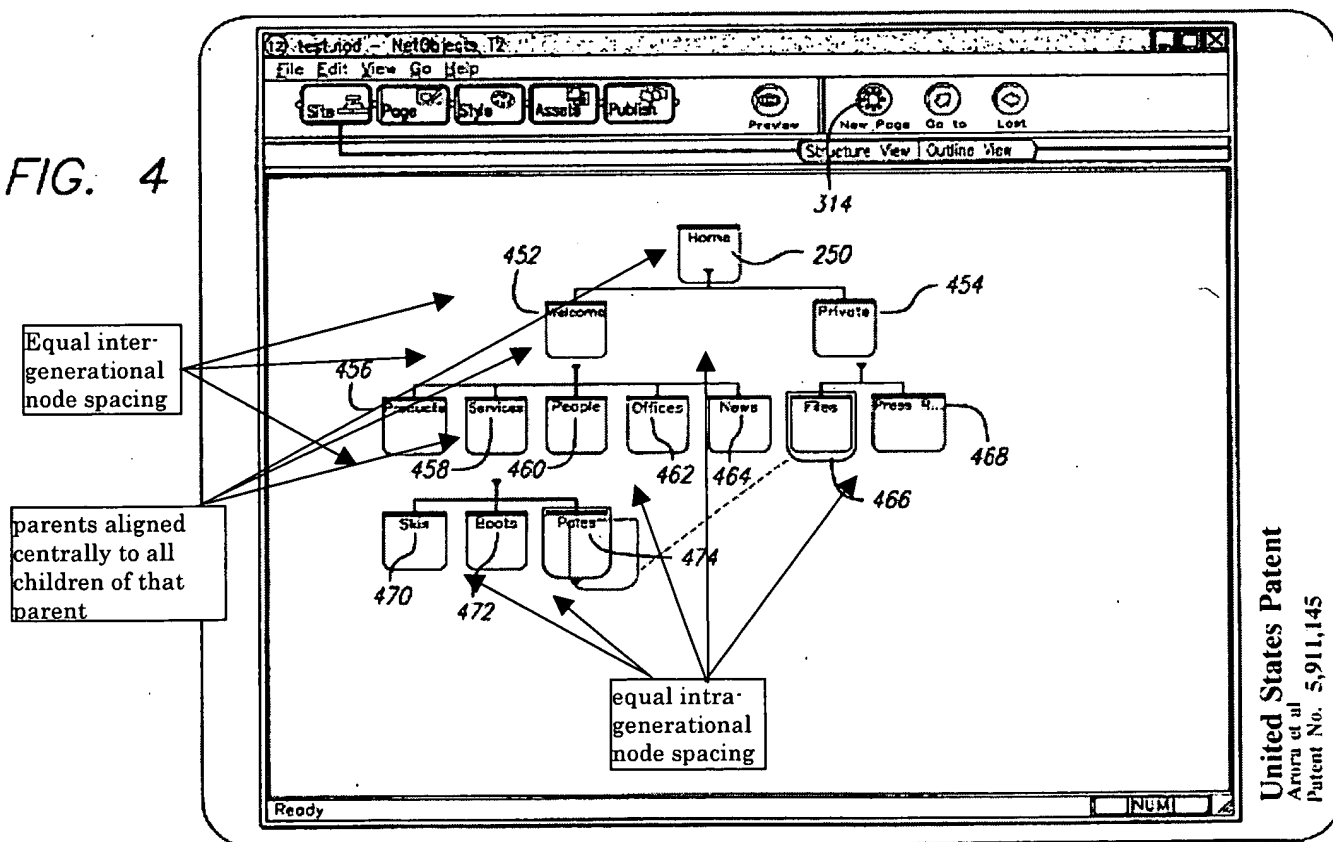 test.nod - NetObjects T2
File Edit View Go Help
Site Page Style Assets Publish
Preview New Page Go to Last
Structure View Outline View
FIG. 4
314
Home
250
452
454
Welcome
Private
Equal inter-
generational
node spacing
456
Products Services People Offices News Files Press R...
458
460
462
464
466
468
parents aligned
centrally to all
children of that
parent
Skis Boots Poles
470
472
474
equal intra-
generational
node spacing
Ready
NUM
United States Patent
Arora et al
Patent No. 5,911,145